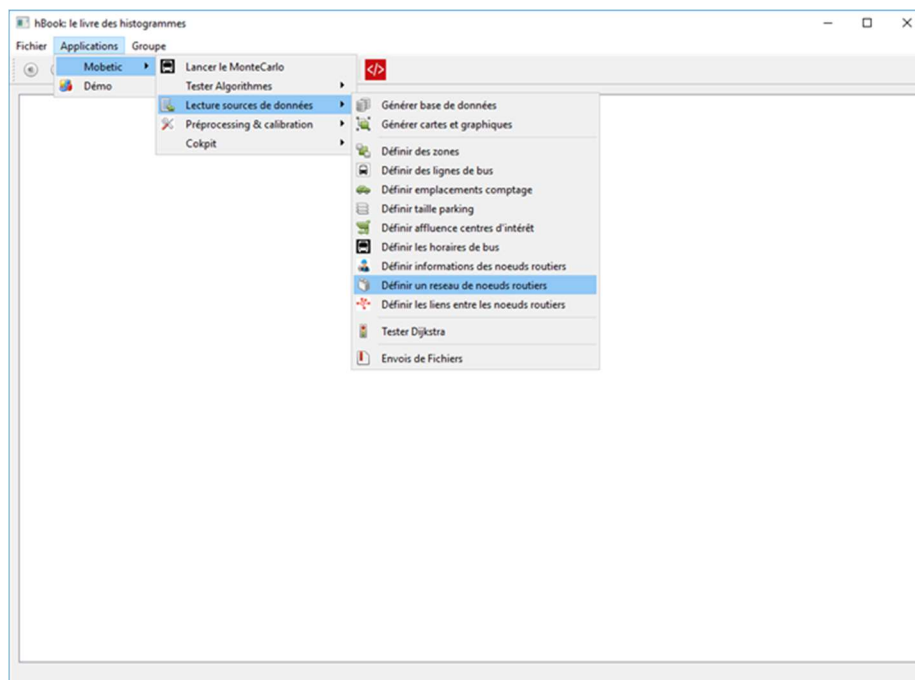 hBook: le livre des histogrammes
Fichier Applications Groupe
Mobetic
Démo
Lancer le MonteCarlo
Tester Algorithmes
Lecture sources de données
Préprocessing & calibration
Cokpit
</>
Générer base de données
Générer cartes et graphiques
Définir des zones
Définir des lignes de bus
Définir emplacements comptage
Définir taille parking
Définir affluence centres d'intérêt
Définir les horaires de bus
Définir informations des noeuds routiers
Définir un reseau de noeuds routiers
Définir les liens entre les noeuds routiers
Tester Dijkstra
Envois de Fichiers